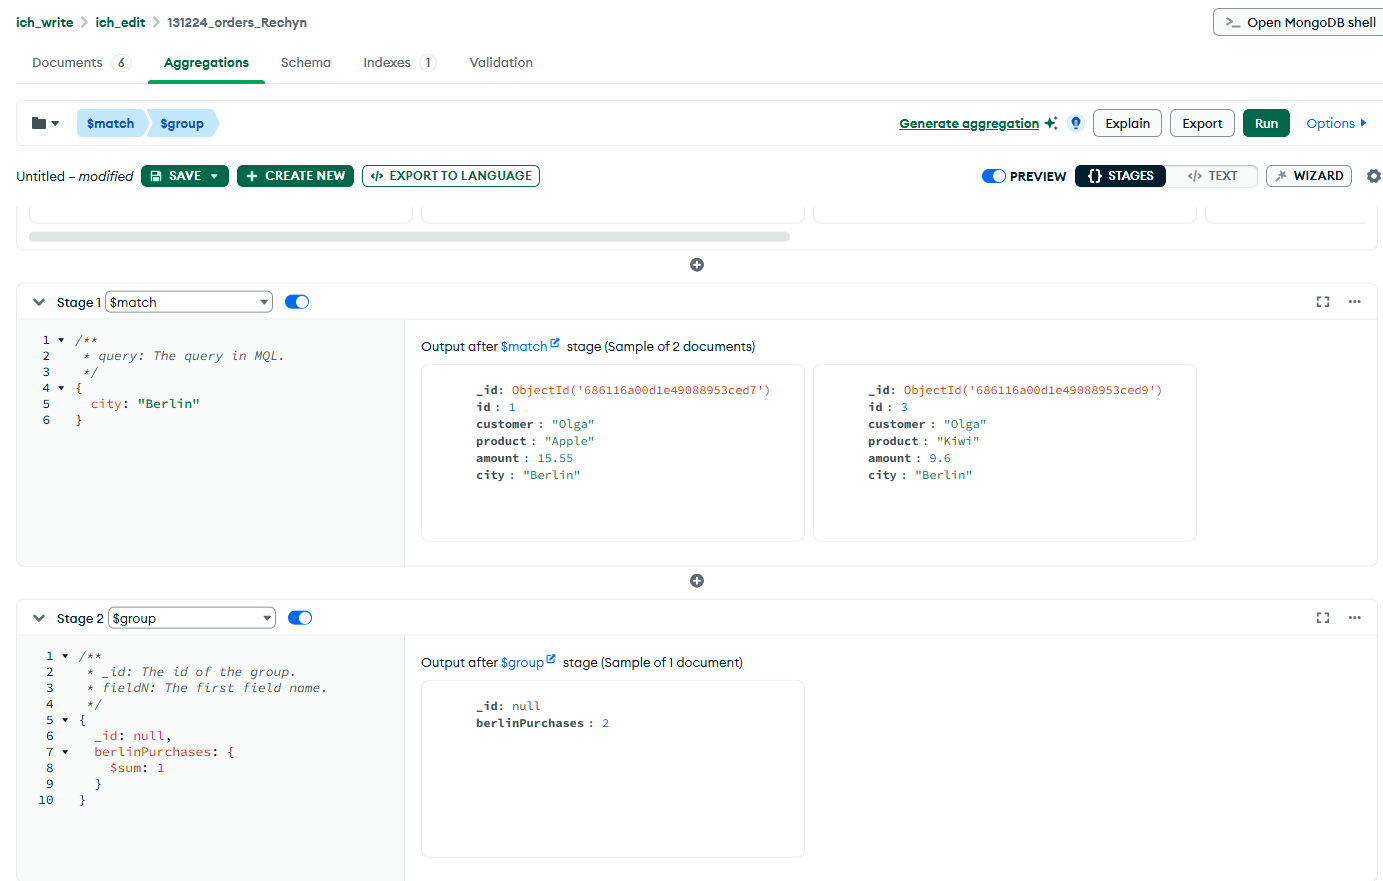 ich_write > ich_edit > 131224_orders_Rechyn
>_ Open MongoDB shell
Documents 6 Aggregations Schema Indexes 1 Validation
$match $group Generate aggregation Explain Export Run Options
Untitled – modified SAVE + CREATE NEW </> EXPORT TO LANGUAGE PREVIEW {} STAGES </> TEXT WIZARD
Stage 1 $match
1 /**
2 * query: The query in MQL.
3 */
4 {
5 city: "Berlin"
6 }
Output after $match stage (Sample of 2 documents)
_id: ObjectId('686116a00d1e49088953ced7')
id : 1
customer : "Olga"
product : "Apple"
amount : 15.55
city : "Berlin"
_id: ObjectId('686116a00d1e49088953ced9')
id : 3
customer : "Olga"
product : "Kiwi"
amount : 9.6
city : "Berlin"
Stage 2 $group
1 /**
2 * _id: The id of the group.
3 * fieldN: The first field name.
4 */
5 {
6 _id: null,
7 berlinPurchases: {
8 $sum: 1
9 }
10 }
Output after $group stage (Sample of 1 document)
_id: null
berlinPurchases : 2